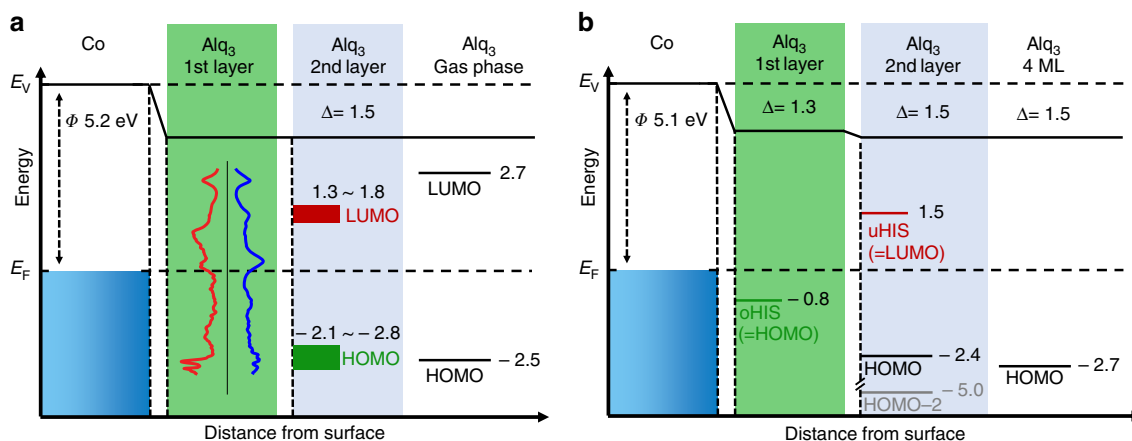 a
Co
Alq3
1st layer
Alq3
2nd layer
Alq3
Gas phase
EV
Δ= 1.5
Φ 5.2 eV
Energy
2.7
LUMO
1.3 ~ 1.8
LUMO
EF
− 2.1 ~ − 2.8
HOMO
− 2.5
HOMO
Distance from surface
b
Co
Alq3
1st layer
Alq3
2nd layer
Alq3
4 ML
EV
Δ= 1.3
Δ= 1.5
Δ= 1.5
Φ 5.1 eV
Energy
1.5
uHIS
(=LUMO)
EF
− 0.8
oHIS
(=HOMO)
− 2.4
HOMO
− 2.7
HOMO
− 5.0
HOMO−2
Distance from surface